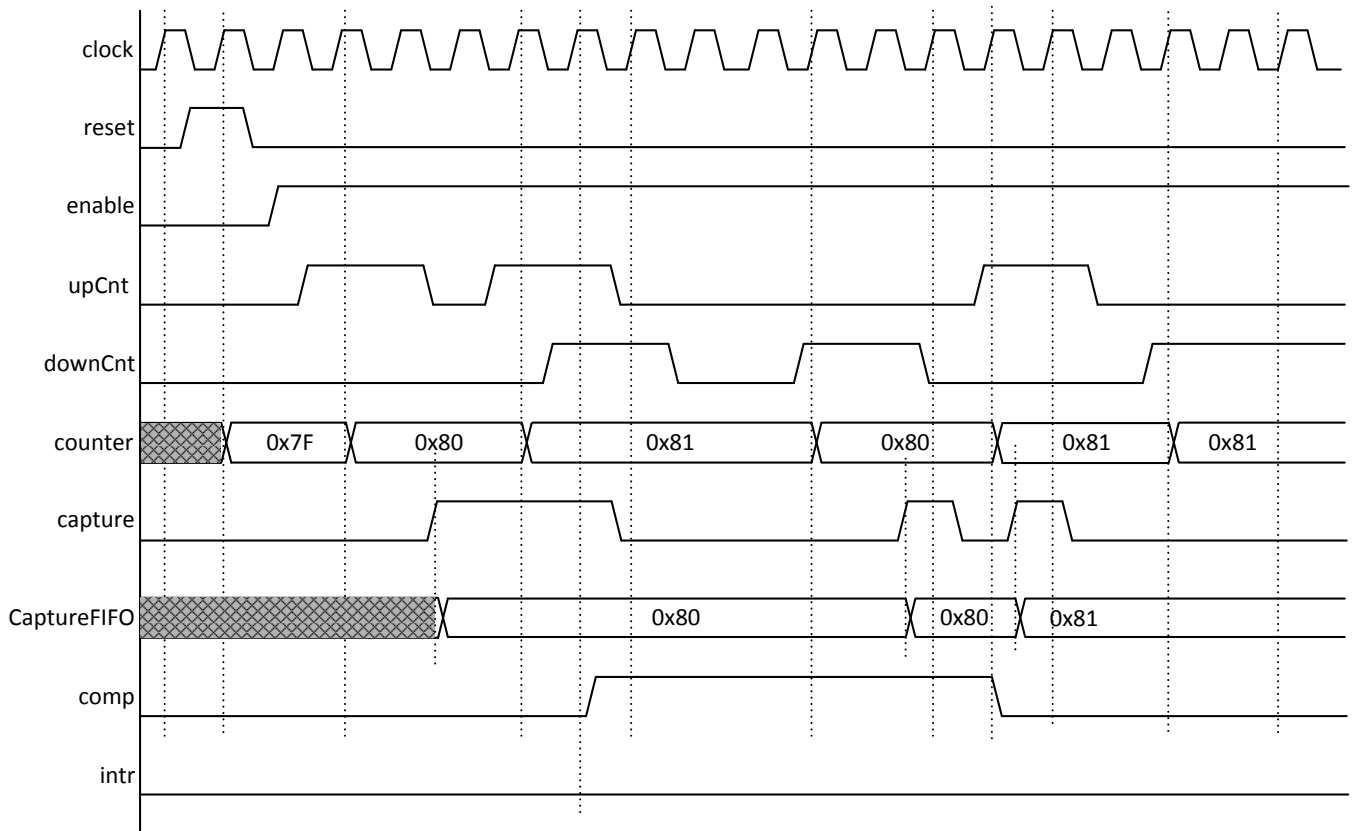 clock
reset
enable
upCnt
downCnt
counter 0x7F 0x80 0x81 0x80 0x81 0x81
capture
CaptureFIFO 0x80 0x80 0x81
comp
intr